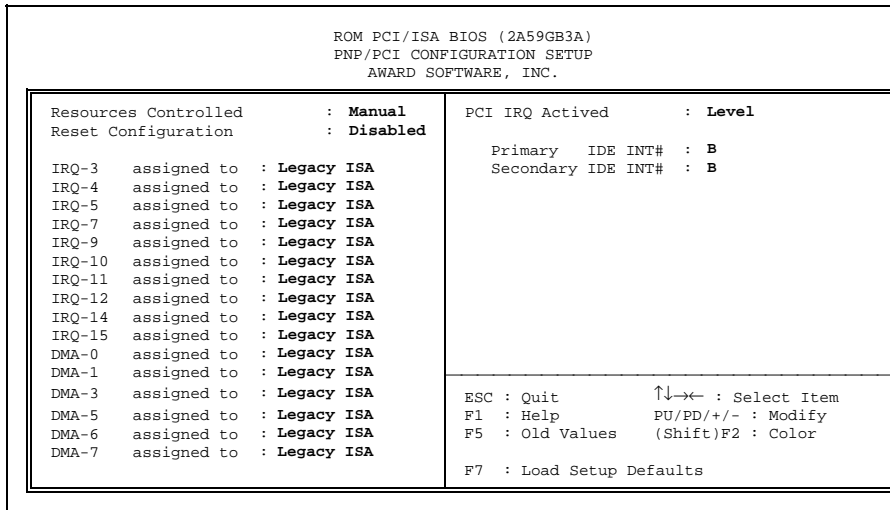 ROM PCI/ISA BIOS (2A59GB3A)
PNP/PCI CONFIGURATION SETUP
AWARD SOFTWARE, INC.
Resources Controlled : Manual
Reset Configuration : Disabled
IRQ-3 assigned to : Legacy ISA
IRQ-4 assigned to : Legacy ISA
IRQ-5 assigned to : Legacy ISA
IRQ-7 assigned to : Legacy ISA
IRQ-9 assigned to : Legacy ISA
IRQ-10 assigned to : Legacy ISA
IRQ-11 assigned to : Legacy ISA
IRQ-12 assigned to : Legacy ISA
IRQ-14 assigned to : Legacy ISA
IRQ-15 assigned to : Legacy ISA
DMA-0 assigned to : Legacy ISA
DMA-1 assigned to : Legacy ISA
DMA-3 assigned to : Legacy ISA
DMA-5 assigned to : Legacy ISA
DMA-6 assigned to : Legacy ISA
DMA-7 assigned to : Legacy ISA
PCI IRQ Actived : Level
Primary IDE INT# : B
Secondary IDE INT# : B
ESC : Quit ↑↓→← : Select Item
F1 : Help PU/PD/+/- : Modify
F5 : Old Values (Shift)F2 : Color
F7 : Load Setup Defaults